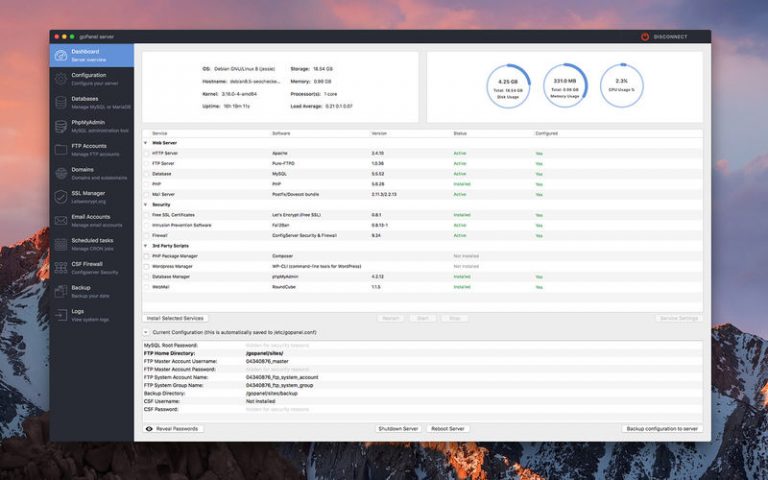 goPanel server
DISCONNECT
Dashboard
Server overview
Configuration
Configure your server
Databases
Manage MySQL or MariaDB
PhpMyAdmin
MySQL administration tool
FTP Accounts
Manage FTP accounts
Domains
Domains and subdomains
SSL Manager
Letsencrypt.org
Email Accounts
Manage email accounts
Scheduled tasks
Manage CRON jobs
CSF Firewall
Configserver Security
Backup
Backup your data
Logs
View system logs
OS: Debian GNU/Linux 8 (jessie) Storage: 18.54 GB
Hostname: Memory: 0.98 GB
Kernel: 3.16.0-4-amd64 Processor(s): 1-core
Uptime: 16h 19m 11s Load Average: 0.21 0.1 0.07
4.25 GB
Total: 18.54 GB
Disk Usage
331.0 MB
Total: 0.98 GB
Memory Usage
2.3%
CPU Usage %
Service Software Version Status Configured
Web Server
HTTP Server Apache 2.4.10 Active Yes
FTP Server Pure-FTPD 1.0.36 Active Yes
Database MySQL 5.5.52 Active Yes
PHP PHP 5.6.28 Installed Yes
Mail Server Postfix/Dovecot bundle 2.11.3/2.2.13 Active Yes
Security
Free SSL Certificates Let's Encrypt (Free SSL) 0.8.1 Installed Yes
Intrusion Prevention Software Fail2Ban 0.8.13-1 Active Yes
Firewall ConfigServer Security & Firewall 9.24 Active Yes
3rd Party Scripts
PHP Package Manager Composer Not installed
Wordpress Manager WP-CLI (command-line tools for WordPress) Not installed
Database Manager phpMyAdmin 4.2.12 Installed Yes
WebMail RoundCube 1.1.5 Installed Yes
Install Selected Services Restart Start Stop Service Settings
Current Configuration (this is automatically saved to /etc/gopanel.conf)
MySQL Root Password: Hidden for security reasons
FTP Home Directory: /gopanel/sites/
FTP Master Account Username: 04340876_master
FTP Master Account Password: Hidden for security reasons
FTP System Account Name: 04340876_ftp_system_account
FTP System Group Name: 04340876_ftp_system_group
Backup Directory: /gopanel/sites/backup
CSF Username: Not installed
CSF Password: Hidden for security reasons
Reveal Passwords Shutdown Server Reboot Server Backup configuration to server